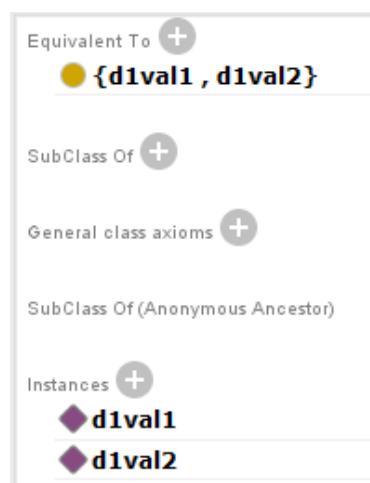 Equivalent To
{d1val1 , d1val2}
SubClass Of
General class axioms
SubClass Of (Anonymous Ancestor)
Instances
d1val1
d1val2